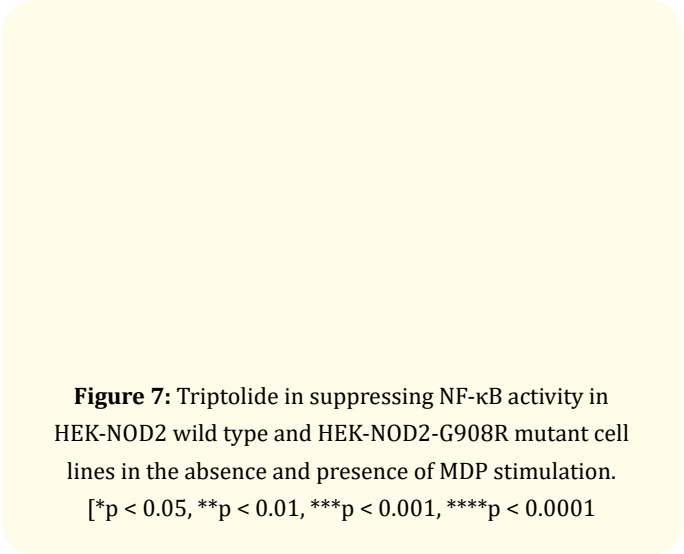 Figure 7: Triptolide in suppressing NF-κB activity in
HEK-NOD2 wild type and HEK-NOD2-G908R mutant cell
lines in the absence and presence of MDP stimulation.
[*p < 0.05, **p < 0.01, ***p < 0.001, ****p < 0.0001